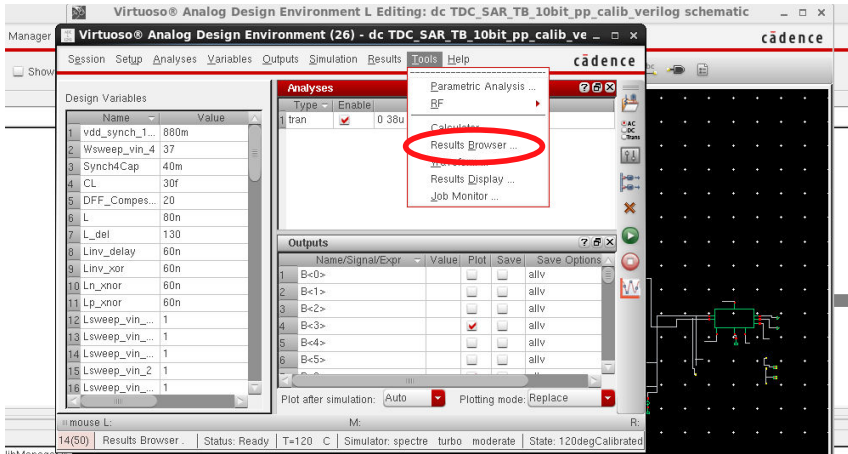 Virtuoso® Analog Design Environment L Editing: dc TDC_SAR_TB_10bit_pp_calib_verilog schematic
Manager
Virtuoso® Analog Design Environment (26) - dc TDC_SAR_TB_10bit_pp_calib_ve
cādence
Session Setup Analyses Variables Outputs Simulation Results Tools Help
cādence
Show
Design Variables
Name Value
1 vdd_synch_1... 880m
2 Wsweep_vin_4 37
3 Synch4Cap 40m
4 CL 30f
5 DFF_Compes... 20
6 L 80n
7 L_del 130
8 Linv_delay 60n
9 Linv_xor 60n
10 Ln_xnor 60n
11 Lp_xnor 60n
12 Lsweep_vin_... 1
13 Lsweep_vin_... 1
14 Lsweep_vin_... 1
15 Lsweep_vin_2 1
16 Lsweep_vin_... 1
Analyses
Type Enable
1 tran 0 38u
Parametric Analysis ...
RF
Calculator ...
Results Browser ...
Waveform ...
Results Display ...
Job Monitor ...
AC
DC
Trans
Outputs
Name/Signal/Expr Value Plot Save Save Options
1 B<0> allv
2 B<1> allv
3 B<2> allv
4 B<3> allv
5 B<4> allv
6 B<5> allv
Plot after simulation: Auto Plotting mode: Replace
mouse L: M: R:
14(50) Results Browser . Status: Ready T=120 C Simulator: spectre turbo moderate State: 120degCalibrated